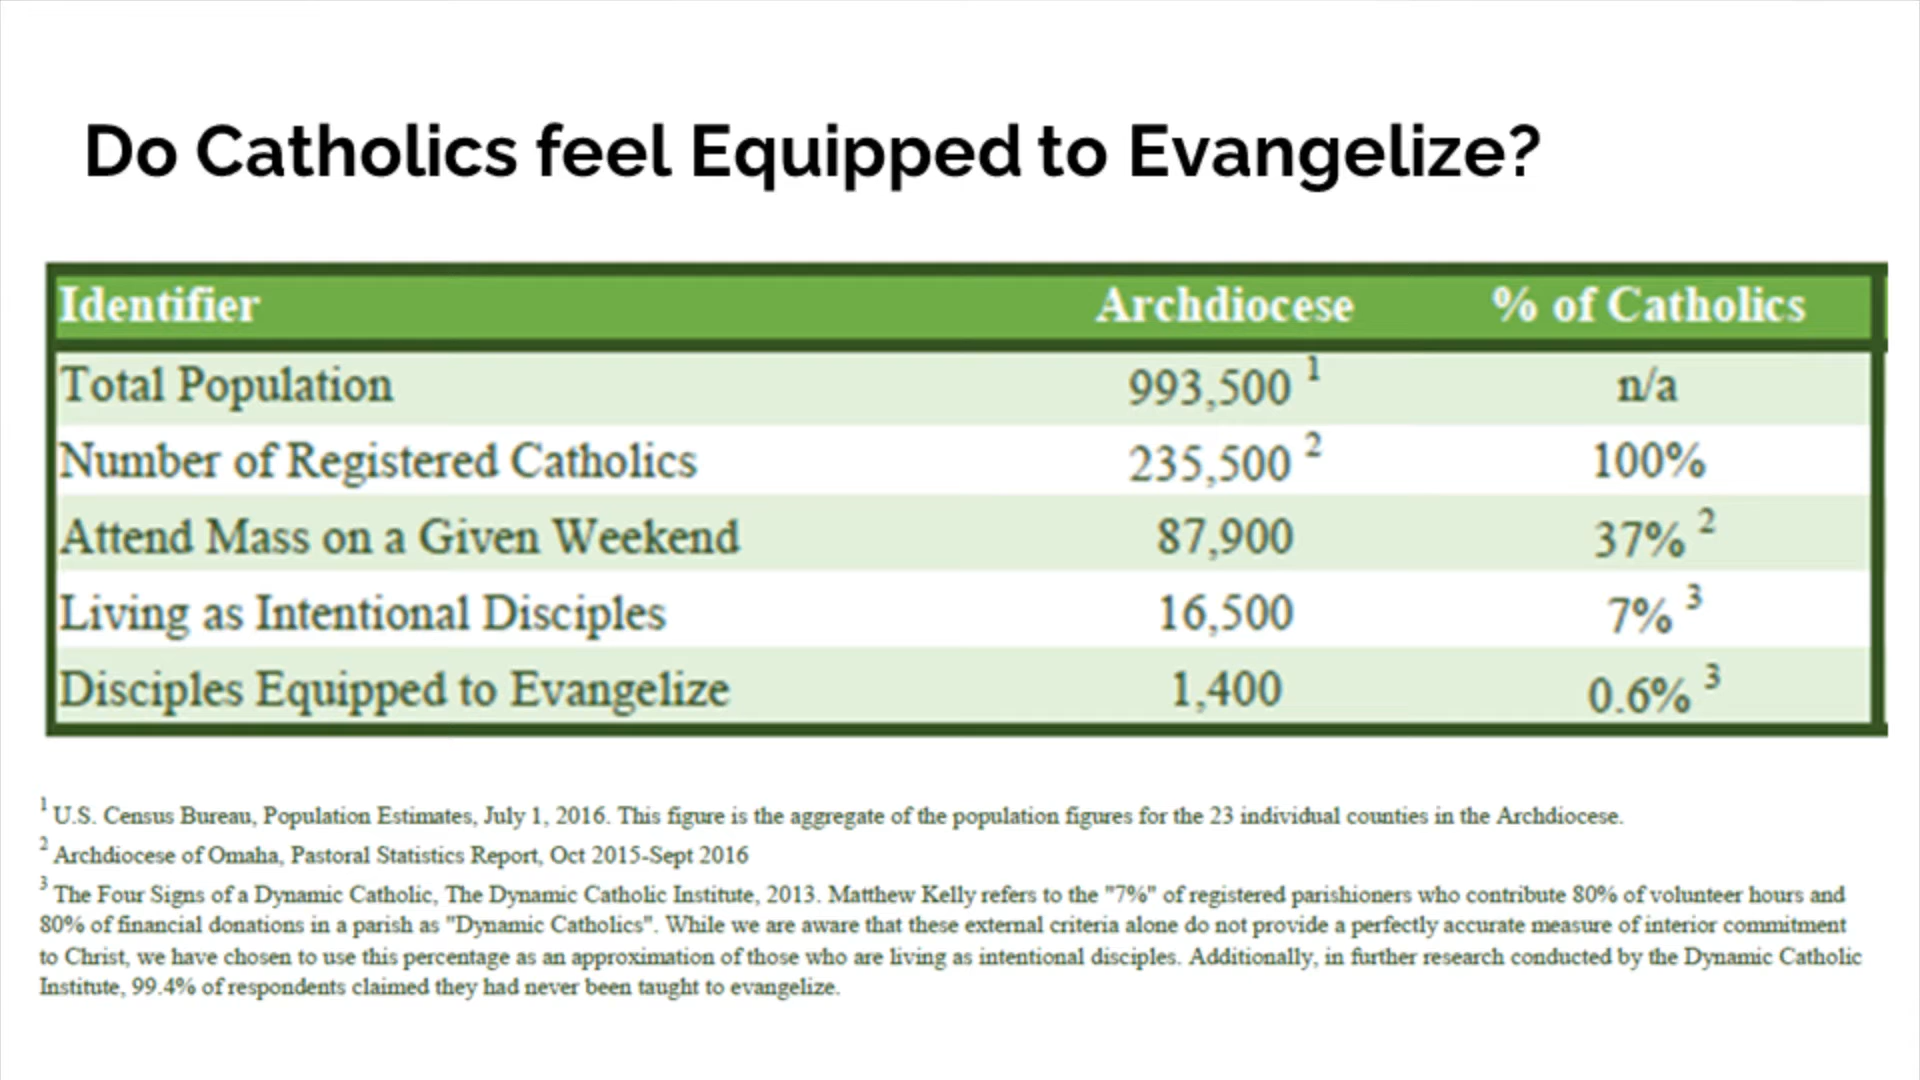 Do Catholics feel Equipped to Evangelize?
Identifier Archdiocese % of Catholics
Total Population 993,500 1 n/a
Number of Registered Catholics 235,500 2 100%
Attend Mass on a Given Weekend 87,900 37% 2
Living as Intentional Disciples 16,500 7% 3
Disciples Equipped to Evangelize 1,400 0.6% 3
1 U.S. Census Bureau, Population Estimates, July 1, 2016. This figure is the aggregate of the population figures for the 23 individual counties in the Archdiocese.
2 Archdiocese of Omaha, Pastoral Statistics Report, Oct 2015-Sept 2016
3 The Four Signs of a Dynamic Catholic, The Dynamic Catholic Institute, 2013. Matthew Kelly refers to the "7%" of registered parishioners who contribute 80% of volunteer hours and
80% of financial donations in a parish as "Dynamic Catholics". While we are aware that these external criteria alone do not provide a perfectly accurate measure of interior commitment
to Christ, we have chosen to use this percentage as an approximation of those who are living as intentional disciples. Additionally, in further research conducted by the Dynamic Catholic
Institute, 99.4% of respondents claimed they had never been taught to evangelize.